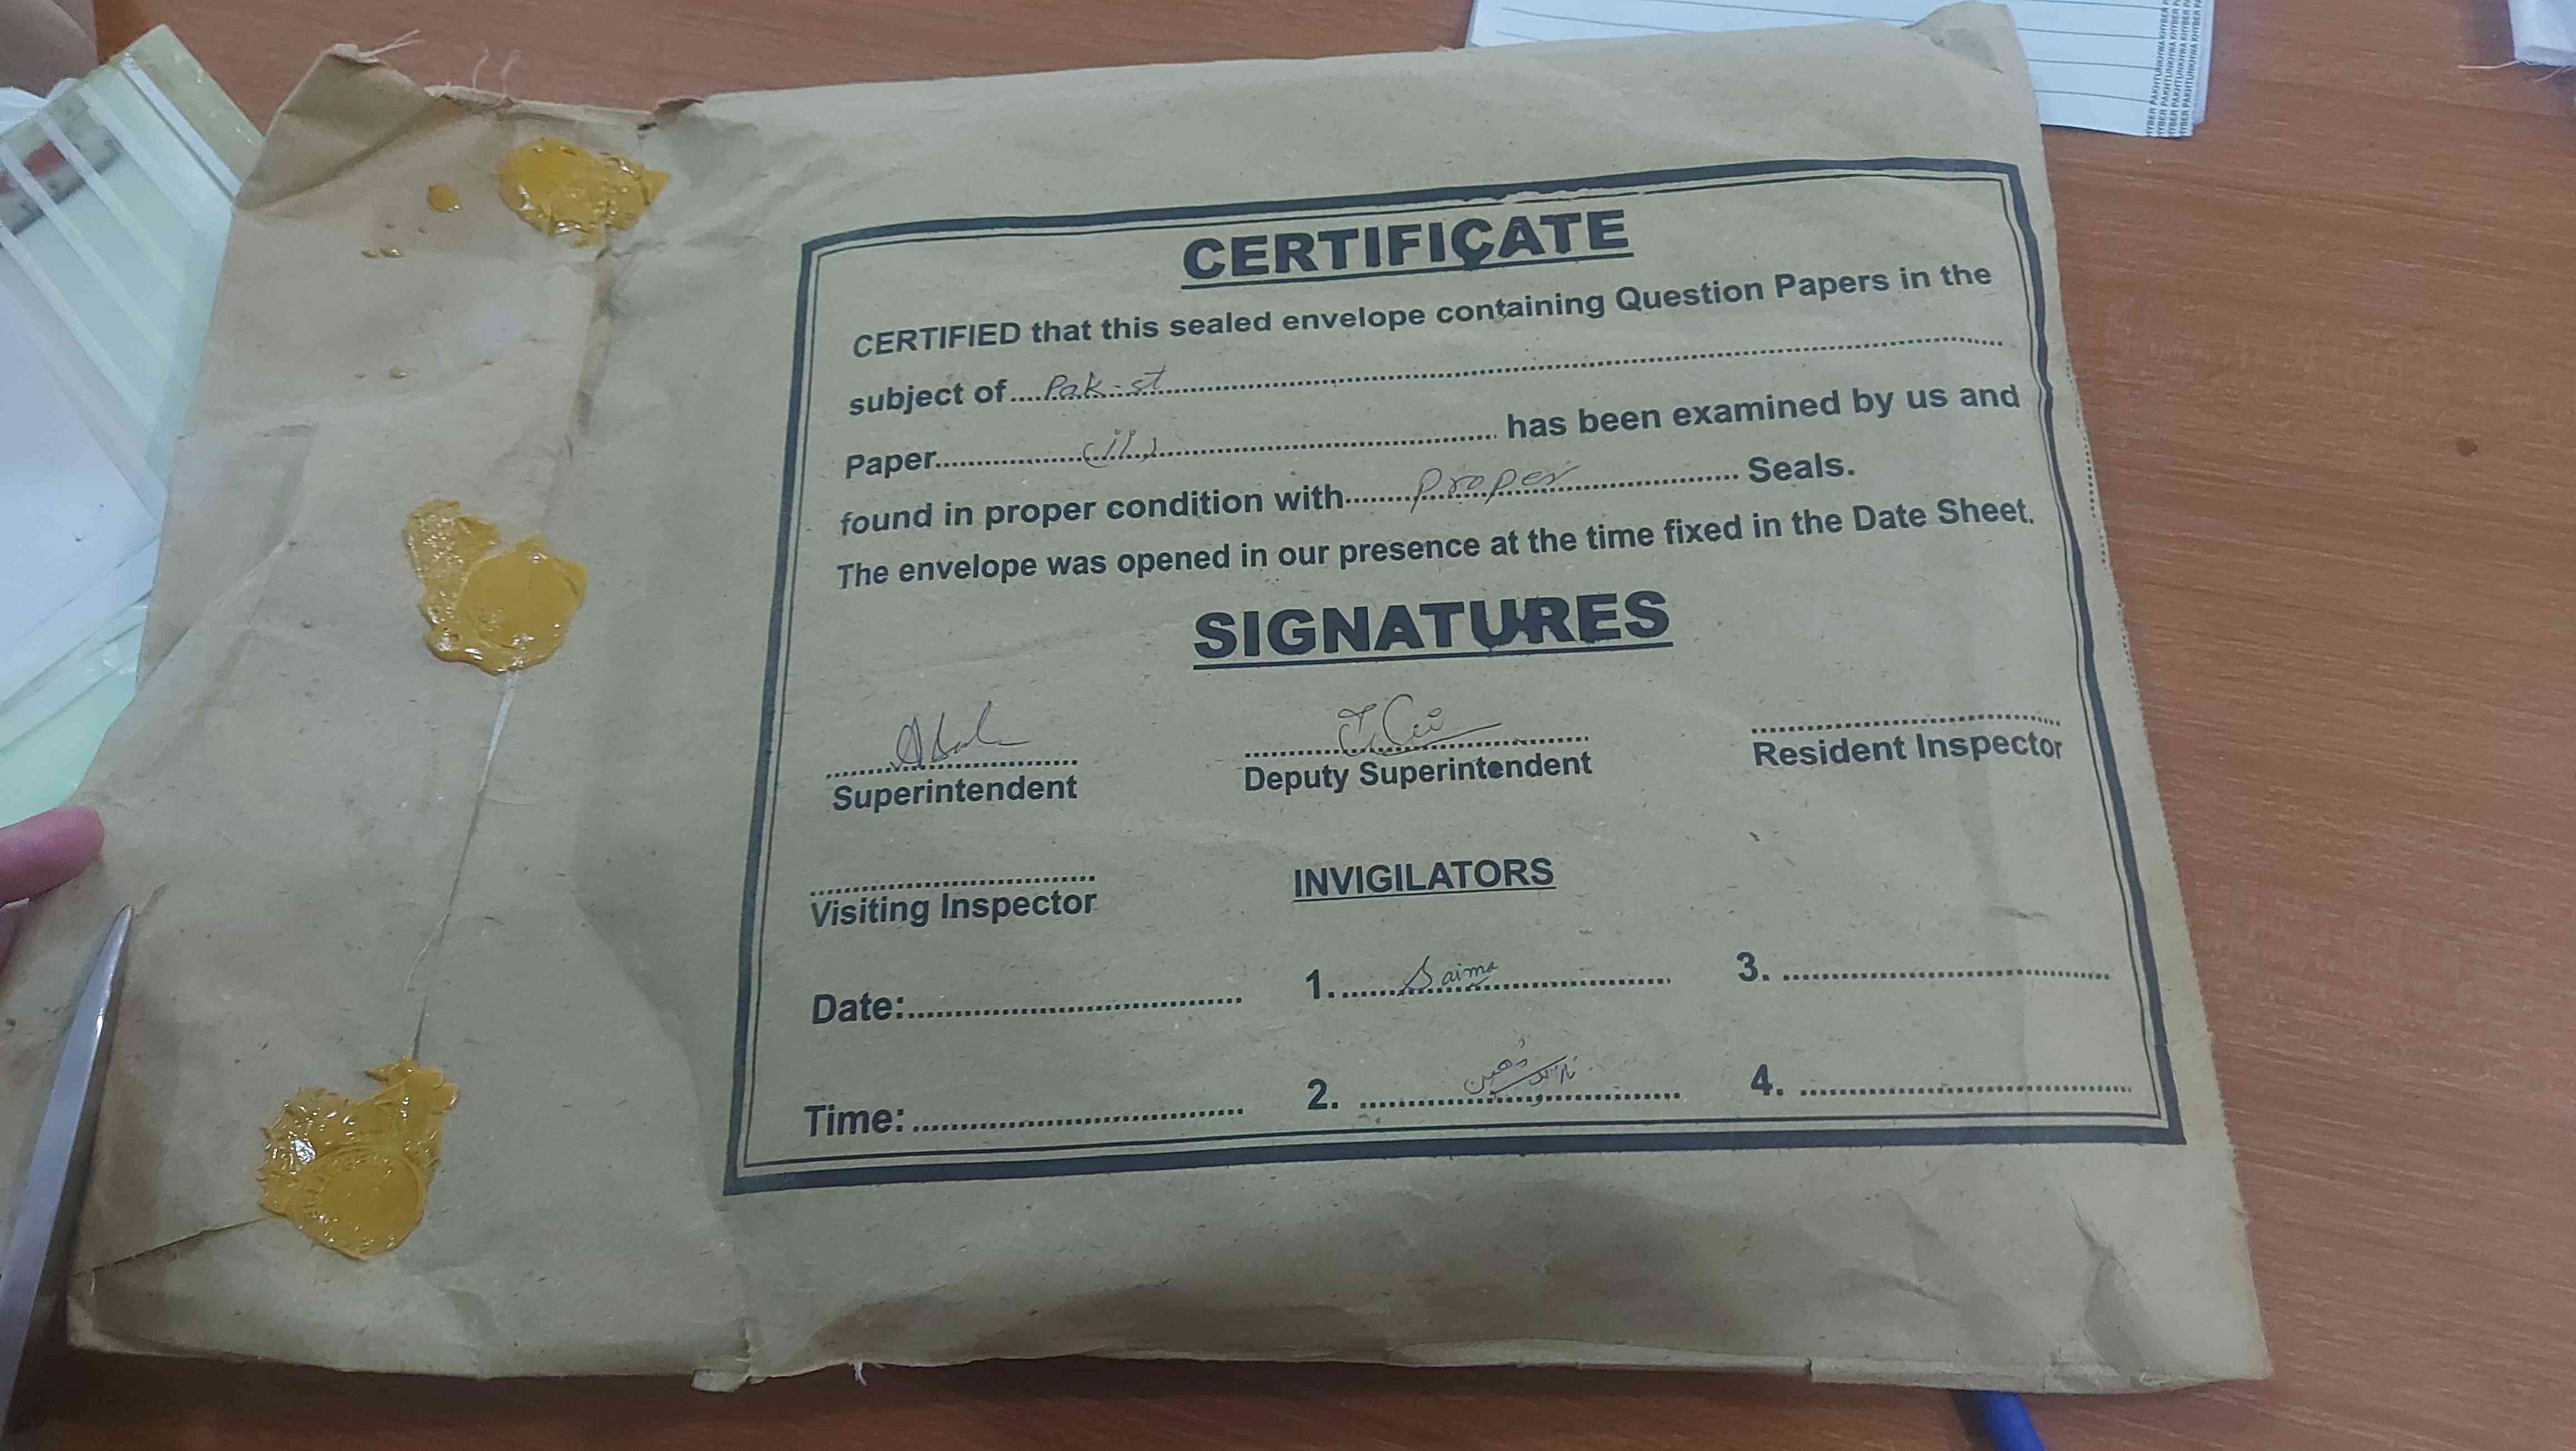 KHYBER PAKHTUNKHWA KHYBER
CERTIFICATE
CERTIFIED that this sealed envelope containing Question Papers in the
subject of....Pak-st...............
Paper.................... has been examined by us and
found in proper condition with........Proper............ Seals.
The envelope was opened in our presence at the time fixed in the Date Sheet.
SIGNATURES
Superintendent
Deputy Superintendent
Resident Inspector
Visiting Inspector
INVIGILATORS
Date:....................
1.......Saima..............
3. ....................
Time:....................
2. ....................
4. ....................